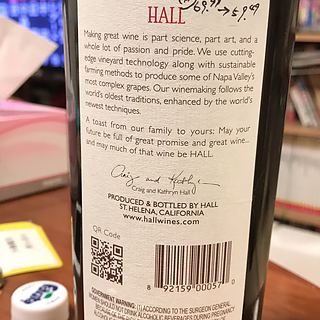 HALL
Making great wine is part science, part art, and a
whole lot of passion and pride. We use cutting-
edge vineyard technology along with sustainable
farming methods to produce some of Napa Valley's
most complex grapes. Our winemaking follows the
world's oldest traditions, enhanced by the world's
newest techniques.
A toast from our family to yours: May your
future be full of great promise and great wine...
and may much of that wine be HALL.
Craig and Kathryn Hall
PRODUCED & BOTTLED BY HALL
ST. HELENA, CALIFORNIA
www.hallwines.com
QR Code
8 92159 00057 0
GOVERNMENT WARNING: (1) ACCORDING TO THE SURGEON GENERAL
WOMEN SHOULD NOT DRINK ALCOHOLIC BEVERAGES DURING PREGNANCY